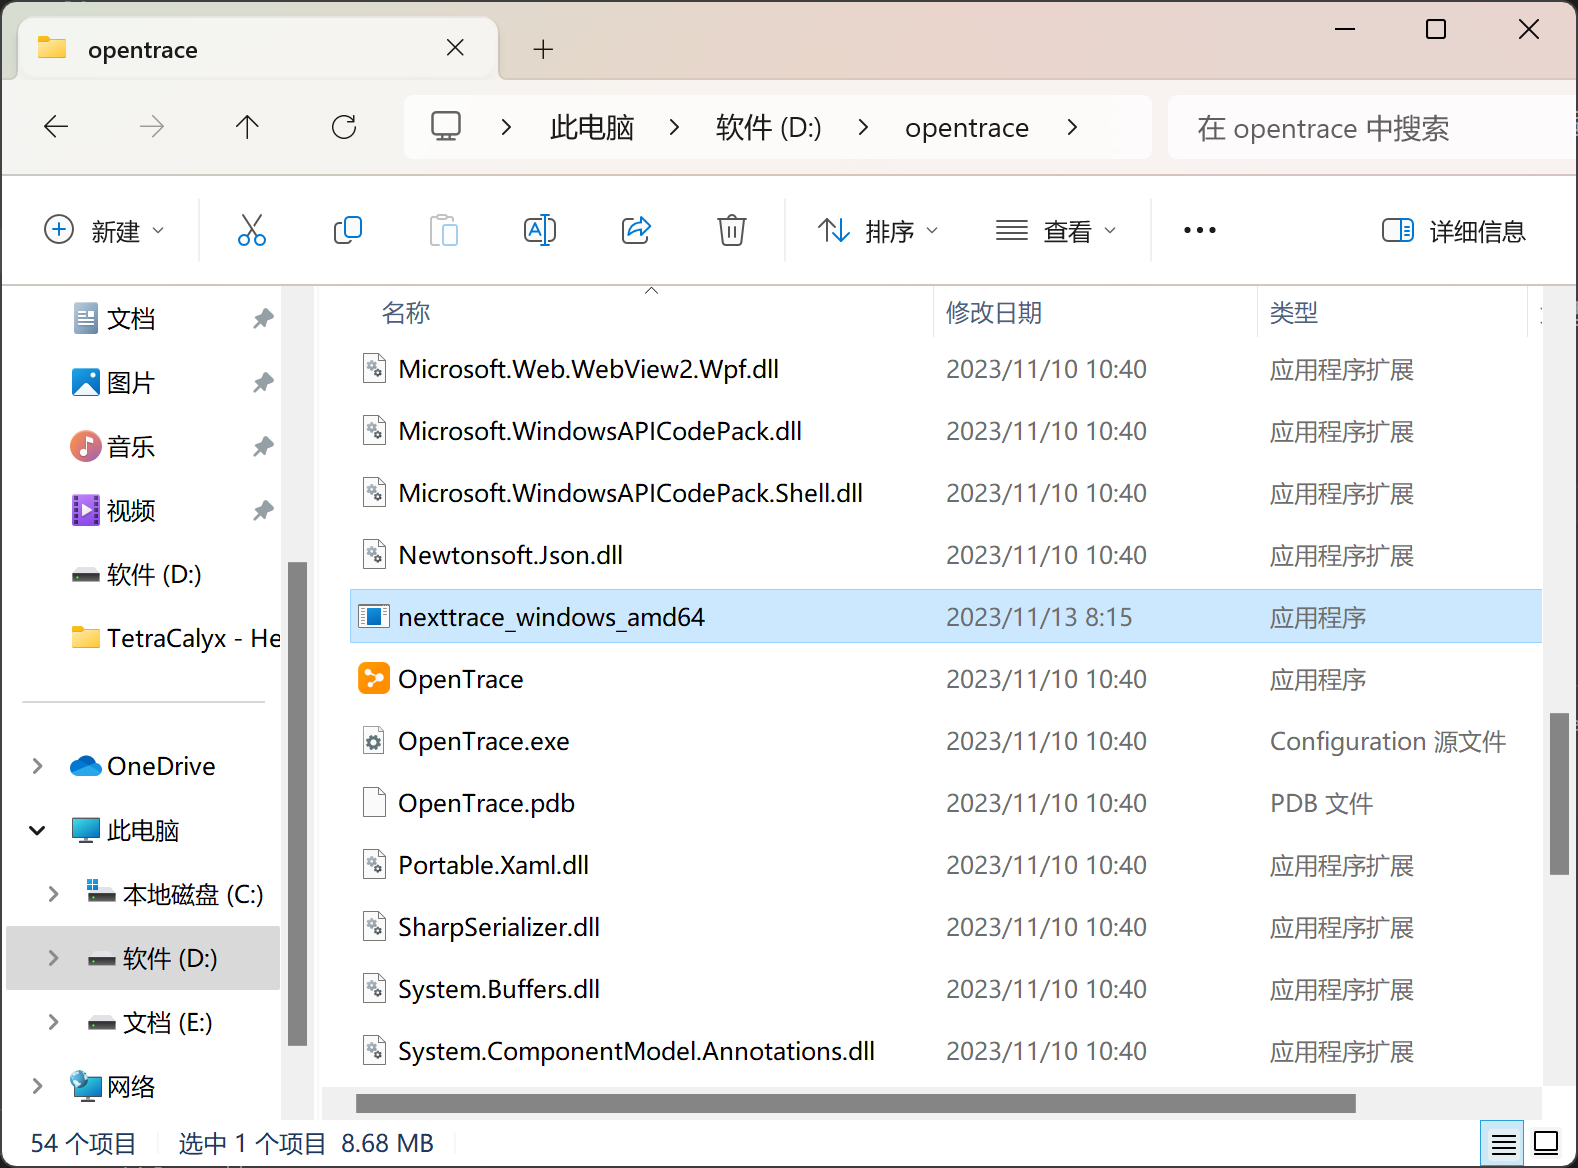 opentrace
此电脑
软件 (D:)
opentrace
在 opentrace 中搜索
新建
排序
查看
详细信息
文档
图片
音乐
视频
软件 (D:)
TetraCalyx - He
OneDrive
此电脑
本地磁盘 (C:)
软件 (D:)
文档 (E:)
网络
名称 修改日期 类型
Microsoft.Web.WebView2.Wpf.dll 2023/11/10 10:40 应用程序扩展
Microsoft.WindowsAPICodePack.dll 2023/11/10 10:40 应用程序扩展
Microsoft.WindowsAPICodePack.Shell.dll 2023/11/10 10:40 应用程序扩展
Newtonsoft.Json.dll 2023/11/10 10:40 应用程序扩展
nexttrace_windows_amd64 2023/11/13 8:15 应用程序
OpenTrace 2023/11/10 10:40 应用程序
OpenTrace.exe 2023/11/10 10:40 Configuration 源文件
OpenTrace.pdb 2023/11/10 10:40 PDB 文件
Portable.Xaml.dll 2023/11/10 10:40 应用程序扩展
SharpSerializer.dll 2023/11/10 10:40 应用程序扩展
System.Buffers.dll 2023/11/10 10:40 应用程序扩展
System.ComponentModel.Annotations.dll 2023/11/10 10:40 应用程序扩展
54 个项目 选中 1 个项目 8.68 MB